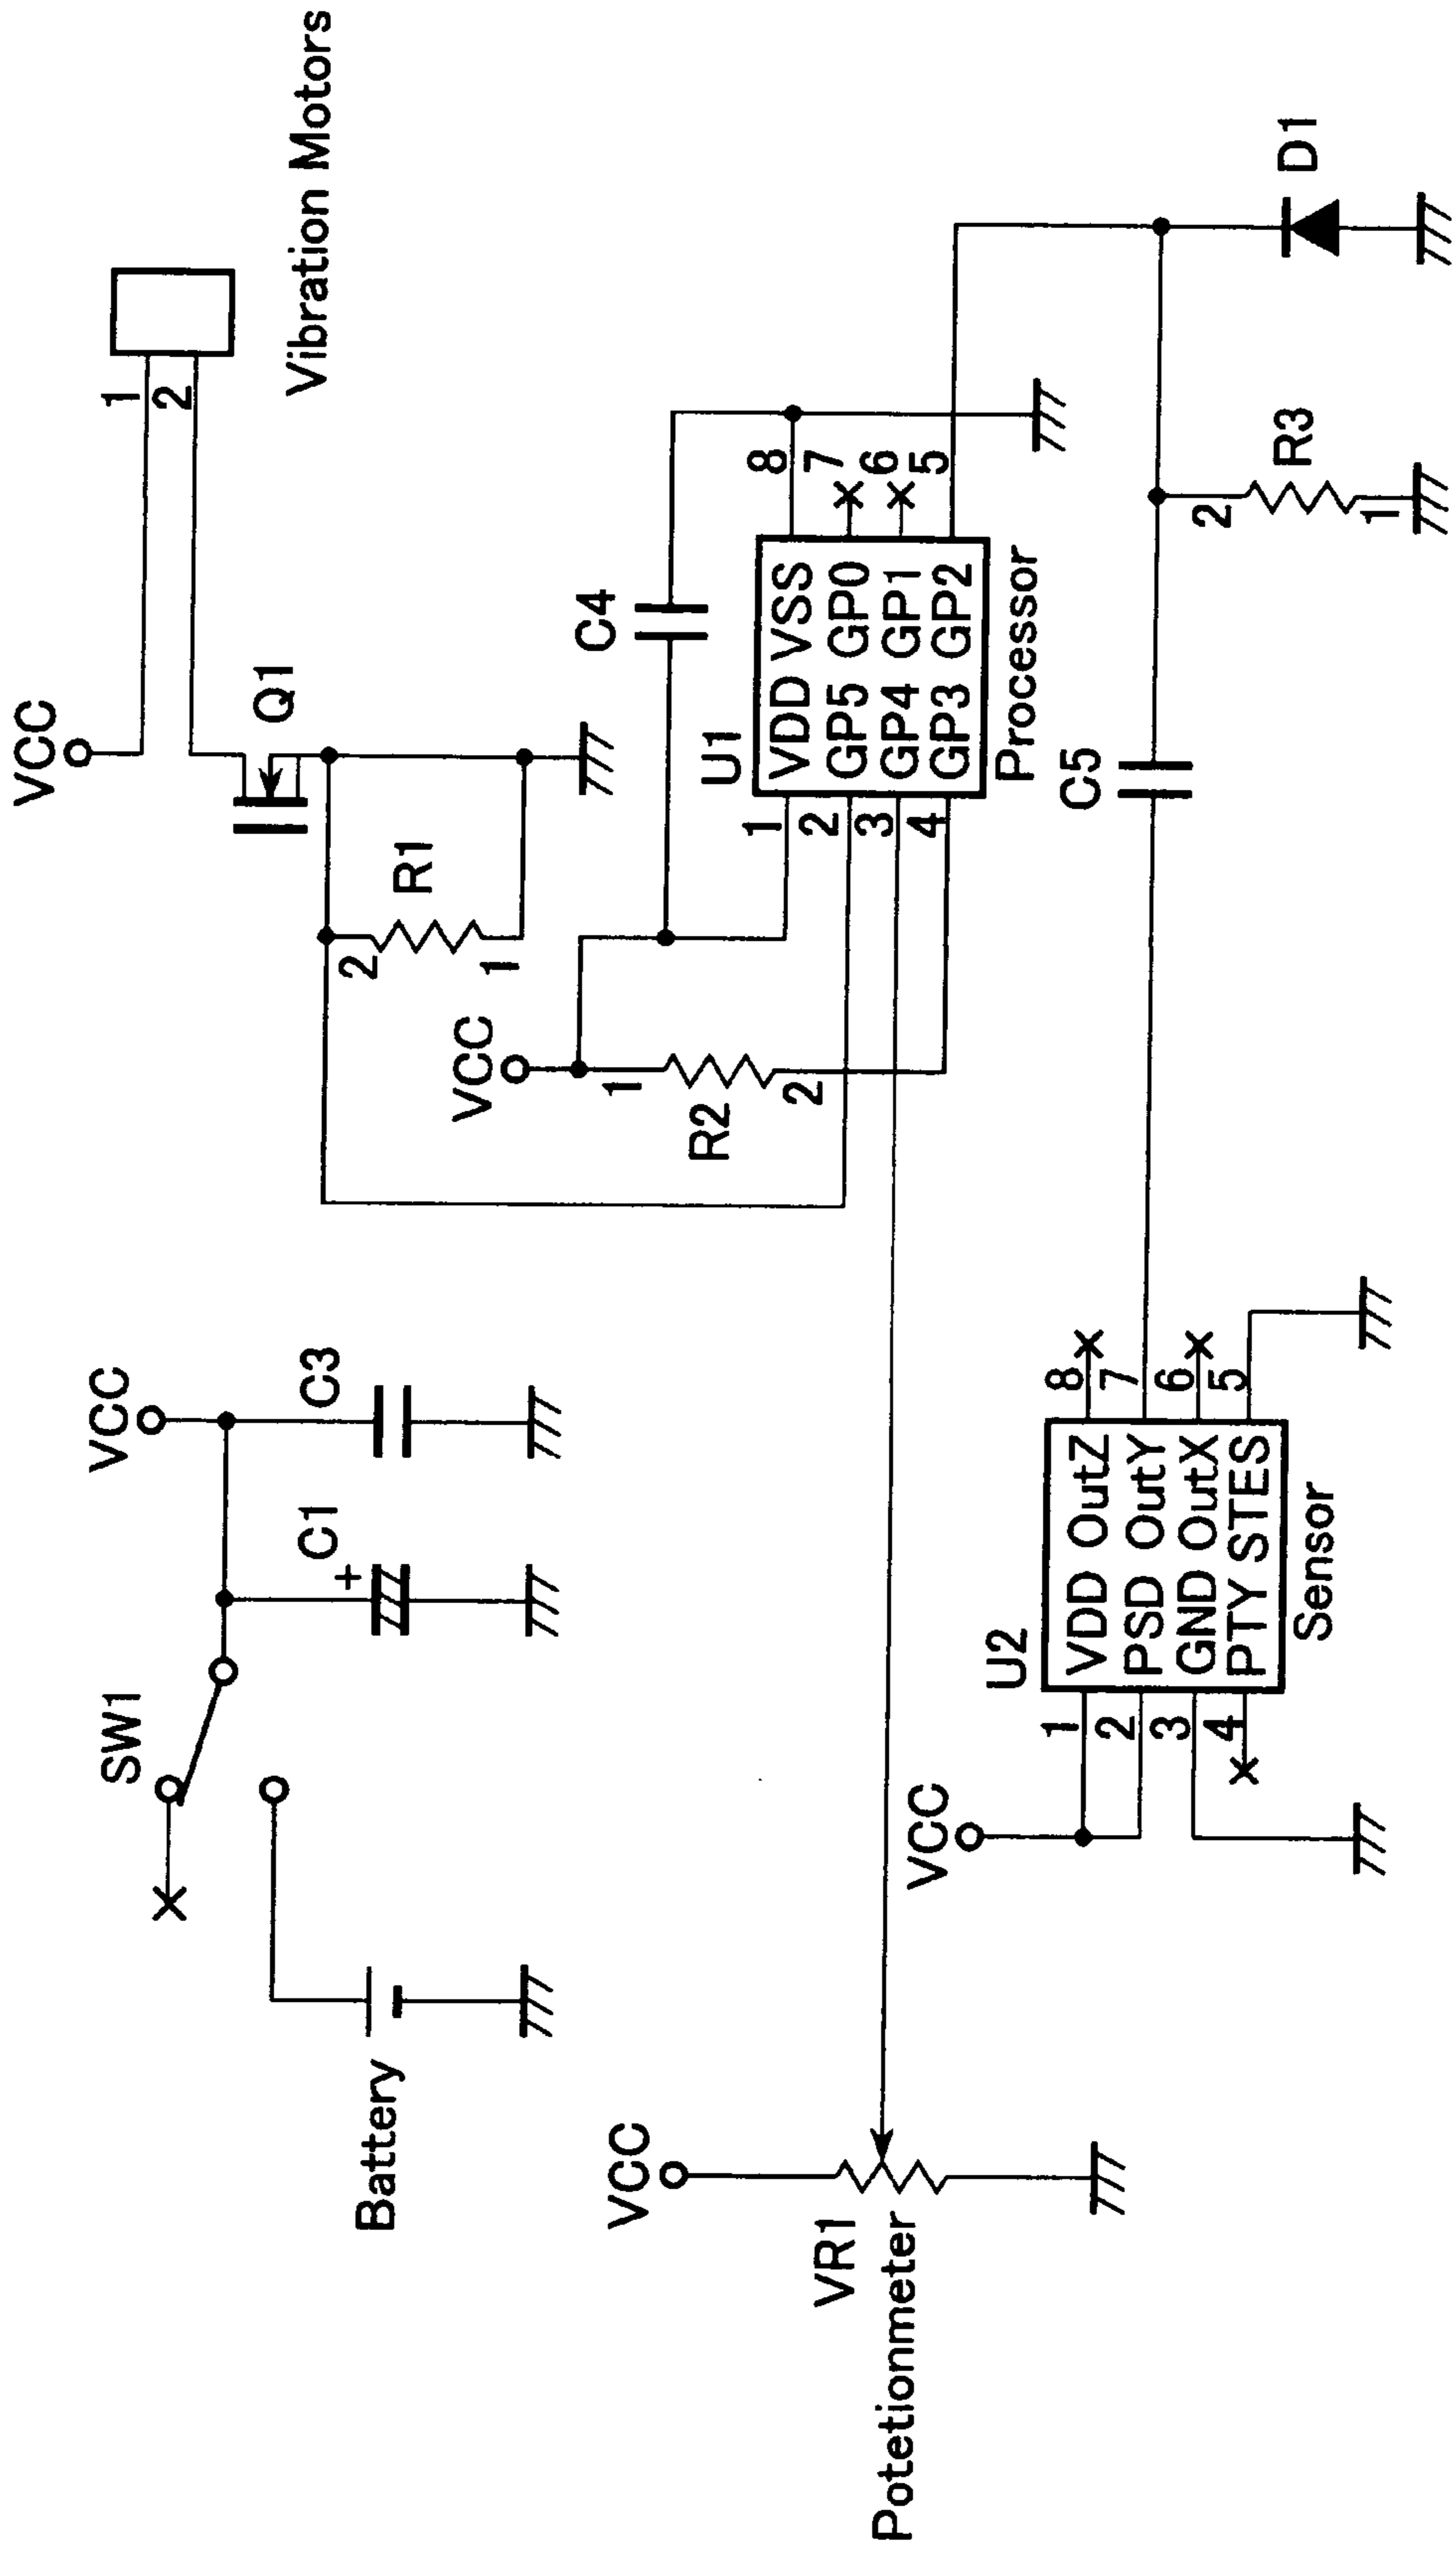 VCC
1
2
Vibration Motors
Q1
2
R1
1
VCC
1
R2
2
C4
U1
1
2
3
4
VDD VSS
GP5 GP0
GP4 GP1
GP3 GP2
8
7
6
5
Processor
SW1
VCC
+
C1
C3
Battery
VCC
VR1
Potetionmeter
VCC
U2
1
2
3
4
VDD OutZ
PSD OutY
GND OutX
PTY STES
8
7
6
5
Sensor
C5
2
R3
1
D1